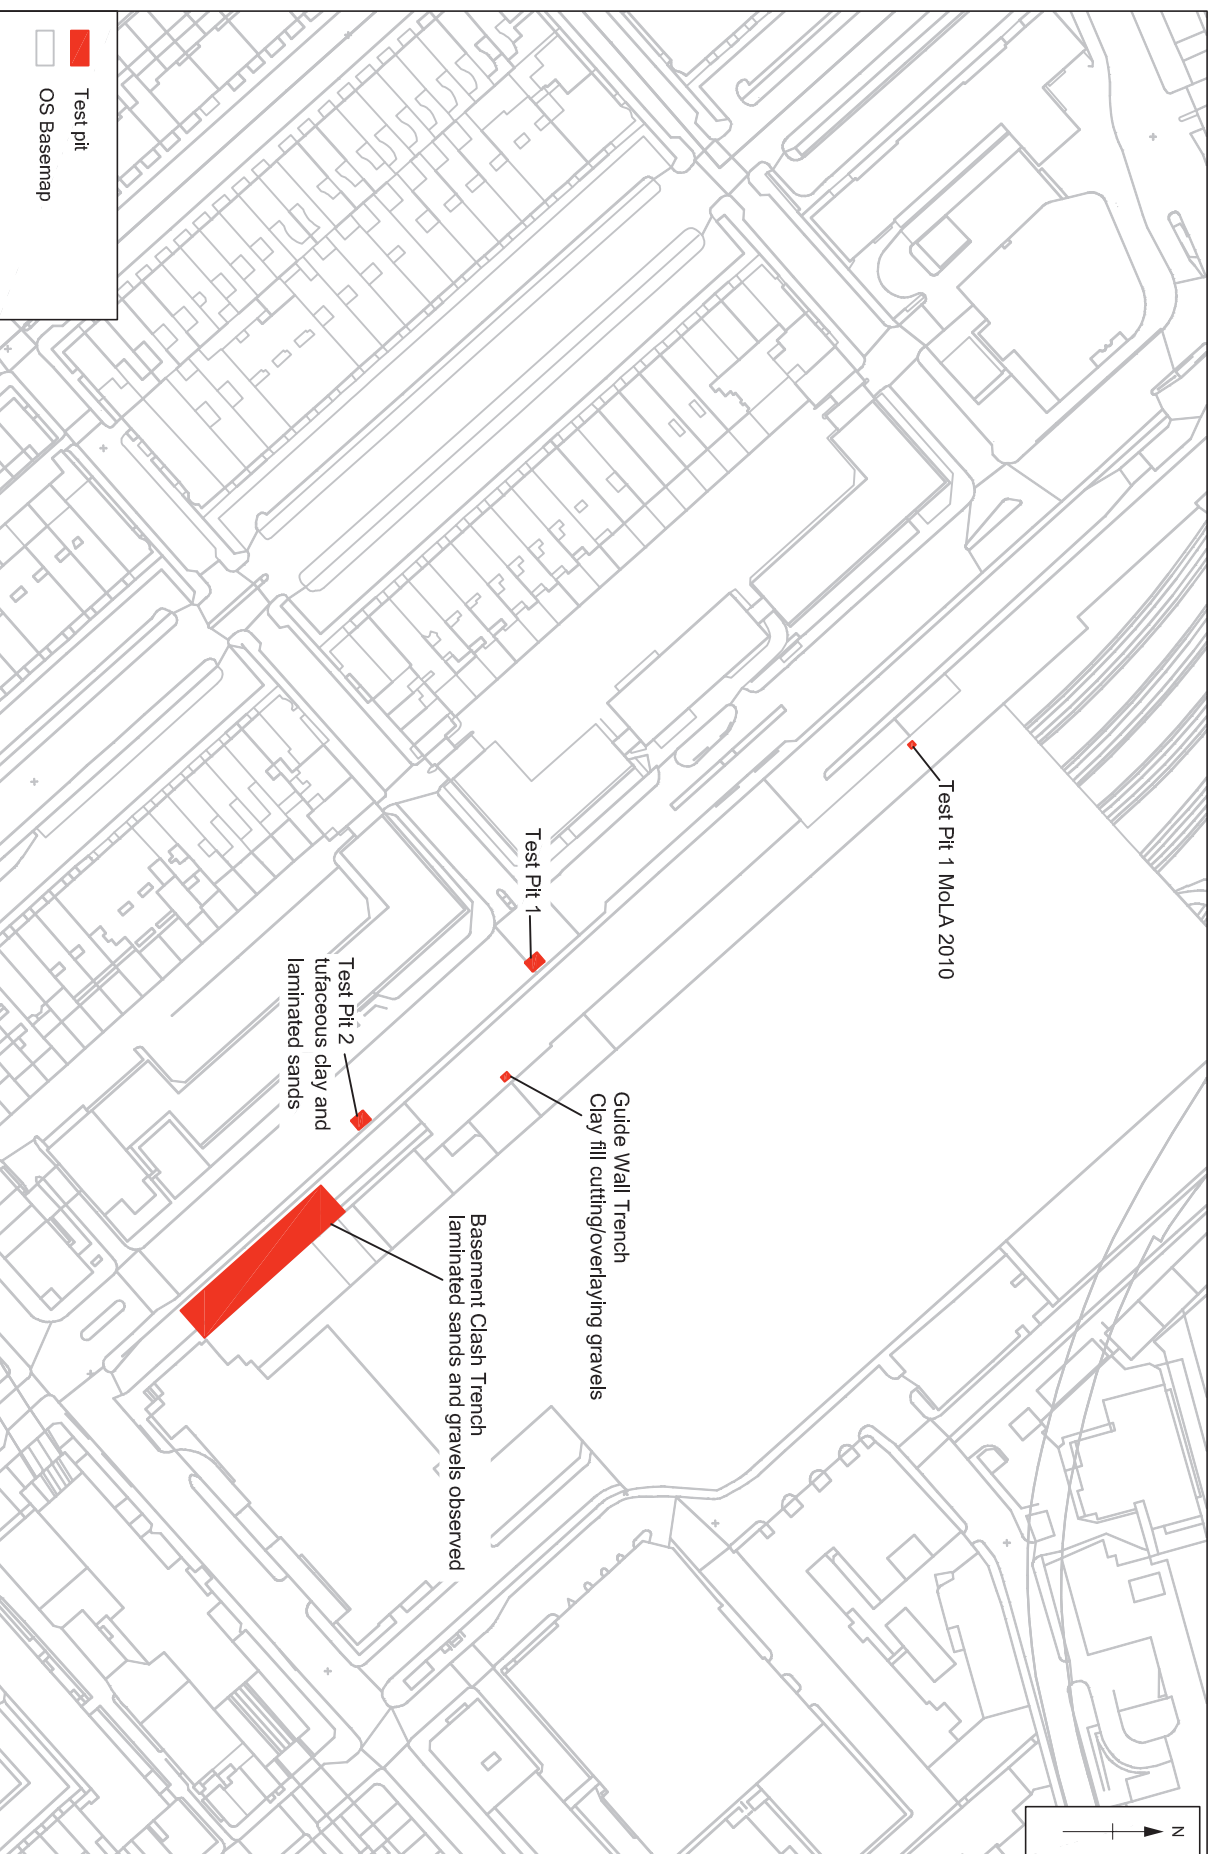 N
Test Pit 1 MoLA 2010
Test Pit 1
Guide Wall Trench
Clay fill cutting/overlaying gravels
Test Pit 2
tufaceous clay and
laminated sands
Basement Clash Trench
laminated sands and gravels observed
Test pit
OS Basemap